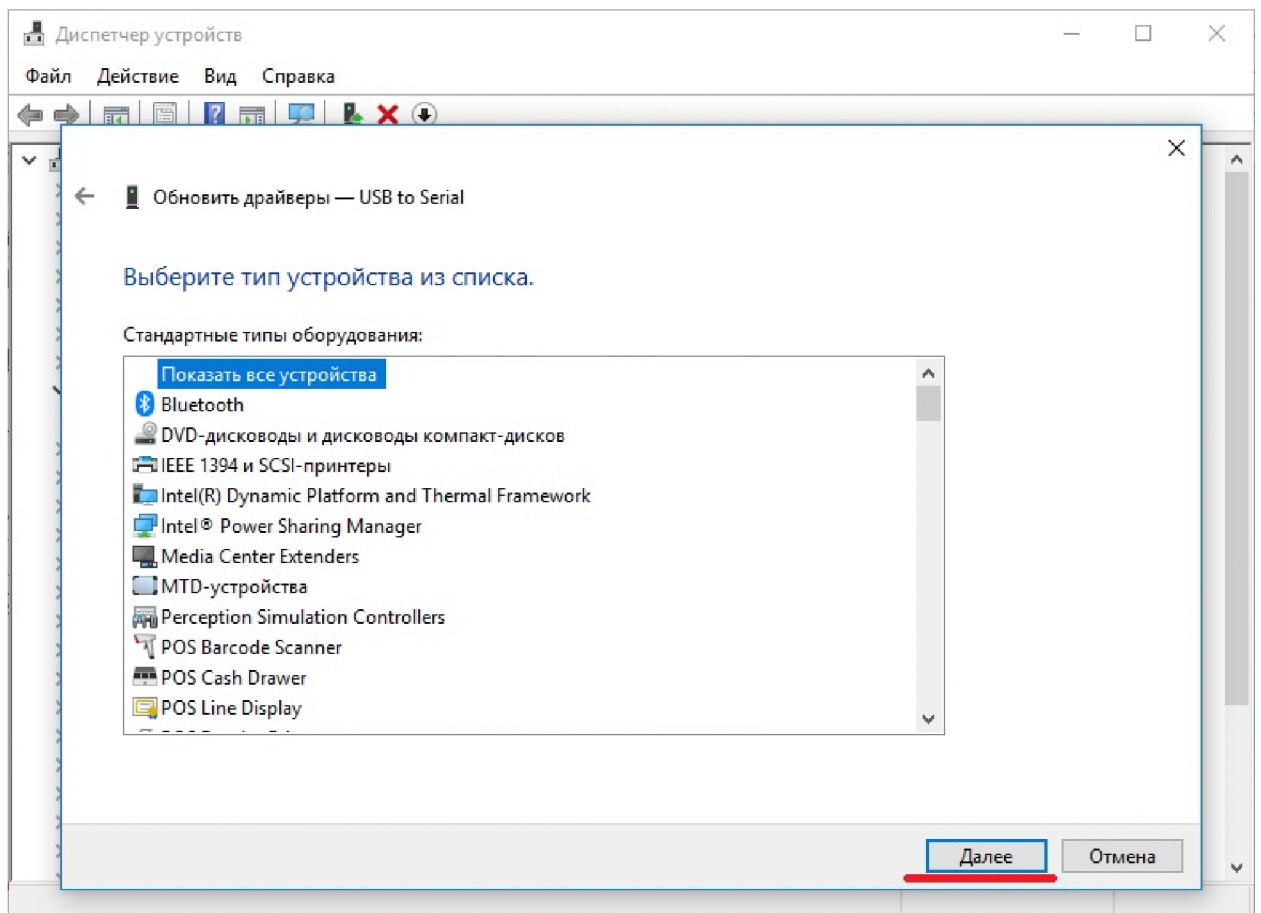 Диспетчер устройств
Файл Действие Вид Справка
Обновить драйверы — USB to Serial
Выберите тип устройства из списка.
Стандартные типы оборудования:
Показать все устройства
Bluetooth
DVD-дисководы и дисководы компакт-дисков
IEEE 1394 и SCSI-принтеры
Intel(R) Dynamic Platform and Thermal Framework
Intel® Power Sharing Manager
Media Center Extenders
MTD-устройства
Perception Simulation Controllers
POS Barcode Scanner
POS Cash Drawer
POS Line Display
Далее Отмена